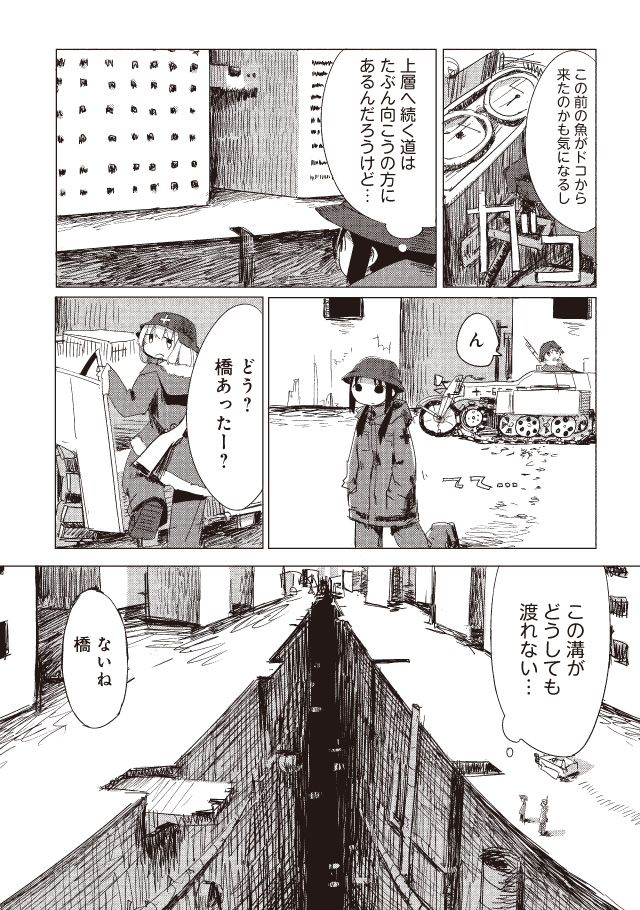 この前の魚がドコから
来たのかも気になるし
ガコ
上層へ続く道は
たぶん向こうの方に
あるんだろうけど…
ん
てて…
どう？
橋あったー？
この溝が
どうしても
渡れない…
ないね
橋